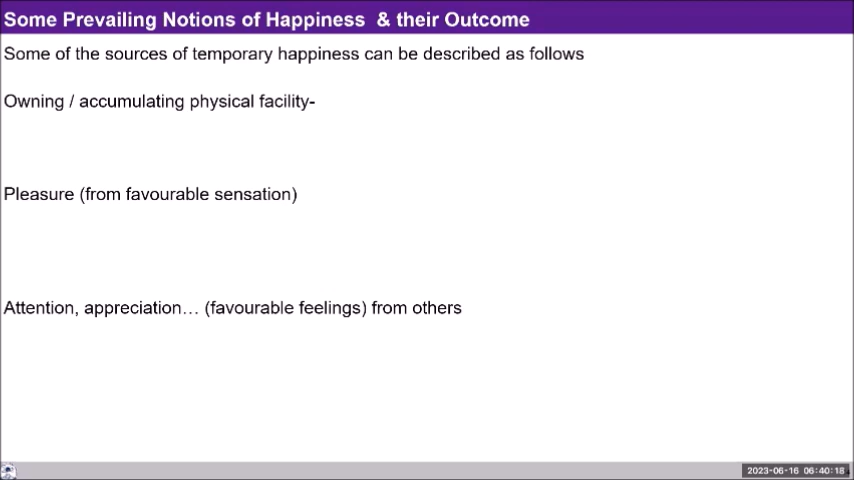 Some Prevailing Notions of Happiness & their Outcome
Some of the sources of temporary happiness can be described as follows
Owning / accumulating physical facility-
Pleasure (from favourable sensation)
Attention, appreciation… (favourable feelings) from others
2023-06-16 06:40:18